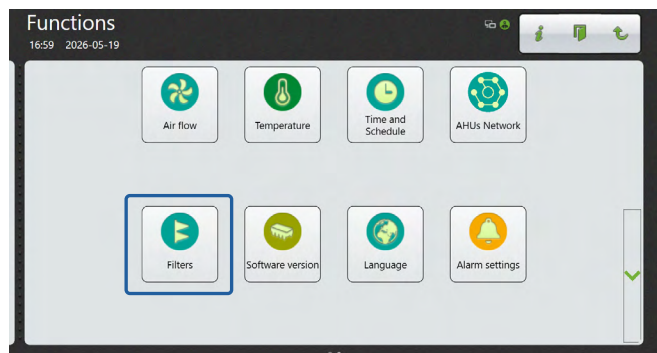 Functions
16:59 2026-05-19
Air flow
Temperature
Time and
Schedule
AHUs Network
Filters
Software version
Language
Alarm settings